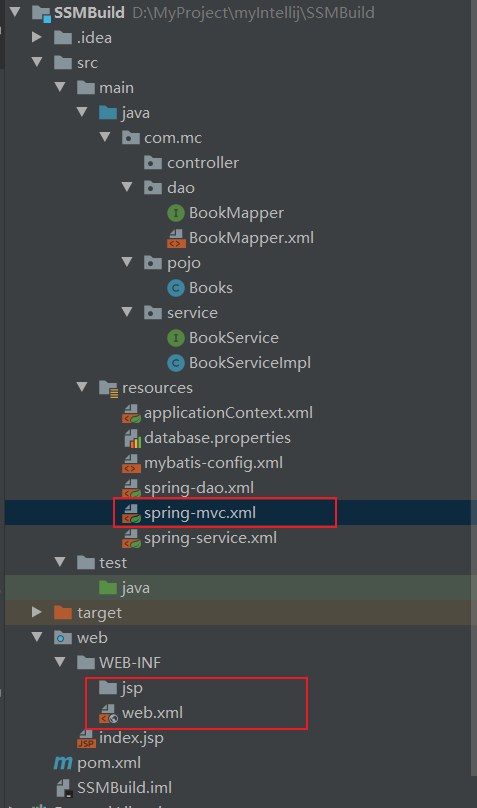 SSMBuild D:\MyProject\myIntellij\SSMBuild
.idea
src
main
java
com.mc
controller
dao
BookMapper
BookMapper.xml
pojo
Books
service
BookService
BookServiceImpl
resources
applicationContext.xml
database.properties
mybatis-config.xml
spring-dao.xml
spring-mvc.xml
spring-service.xml
test
java
target
web
WEB-INF
jsp
web.xml
index.jsp
pom.xml
SSMBuild.iml